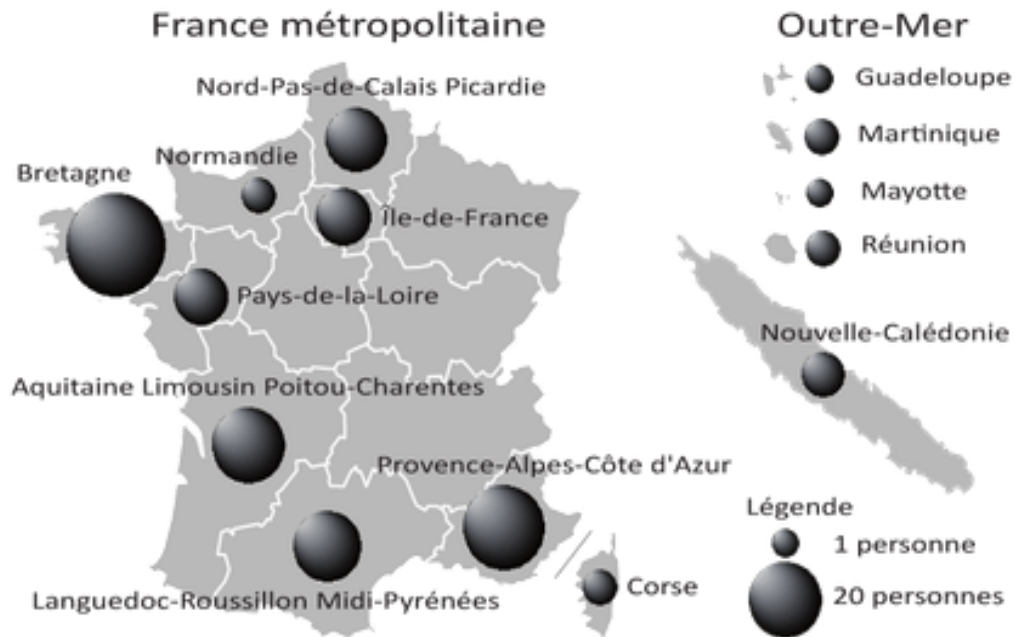 France métropolitaine
Outre-Mer
Nord-Pas-de-Calais Picardie
Guadeloupe
Normandie
Martinique
Bretagne
Mayotte
Île-de-France
Réunion
Pays-de-la-Loire
Nouvelle-Calédonie
Aquitaine Limousin Poitou-Charentes
Provence-Alpes-Côte d'Azur
Légende
1 personne
Corse
20 personnes
Languedoc-Roussillon Midi-Pyrénées